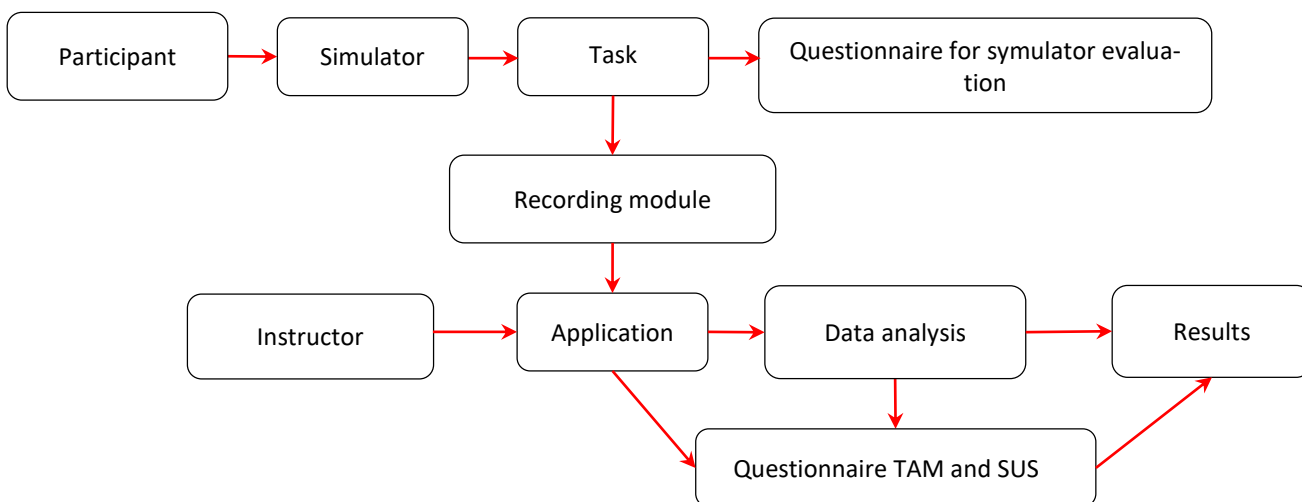 Participant
Simulator
Task
Questionnaire for symulator evalua-
tion
Recording module
Instructor
Application
Data analysis
Results
Questionnaire TAM and SUS